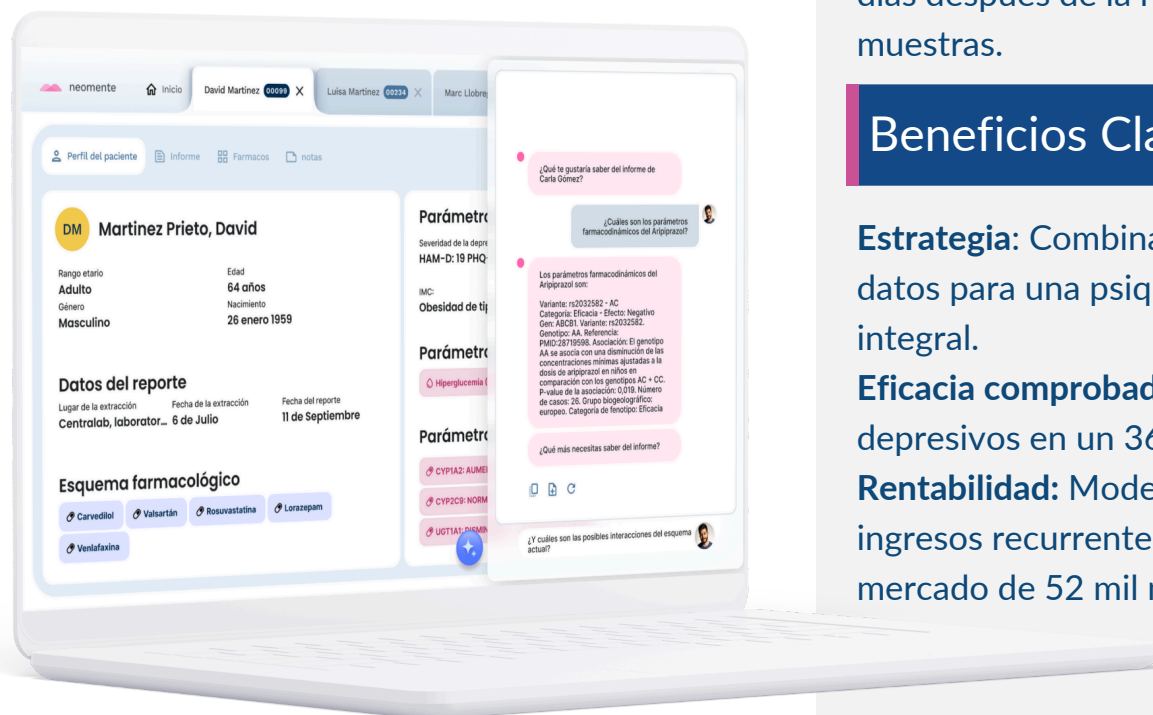 neomente
Inicio
David Martinez 00099 X
Luisa Martinez 00234 X
Marc Llobre
Perfil del paciente
Informe
Farmacos
notas
DM
Martinez Prieto, David
Rango etario
Adulto
Edad
64 años
Género
Masculino
Nacimiento
26 enero 1959
Datos del reporte
Lugar de la extracción
Centralab, laborator...
Fecha de la extracción
6 de Julio
Fecha del reporte
11 de Septiembre
Esquema farmacológico
Carvedilol
Valsartán
Rosuvastatina
Lorazepam
Venlafaxina
Parámetro
Severidad de la depre
HAM-D: 19 PHQ-
IMC:
Obesidad de tip
Parámetro
Hiperglucemia (
Parámetro
CYP1A2: AUME
CYP2C9: NORM
UGT1A1: DISMIN
¿Qué te gustaría saber del informe de
Carla Gómez?
¿Cuáles son los parámetros
farmacodinámicos del Aripiprazol?
Los parámetros farmacodinámicos del
Aripiprazol son:
Variante: rs2032582 - AC
Categoría: Eficacia - Efecto: Negativo
Gen: ABCB1. Variante: rs2032582.
Genotipo: AA. Referencia:
PMID:28719598. Asociación: El genotipo
AA se asocia con una disminución de las
concentraciones mínimas ajustadas a la
dosis de aripiprazol en niños en
comparación con los genotipos AC + CC.
P-value de la asociación: 0,019. Número
de casos: 26. Grupo biogeográfico:
europeo. Categoría de fenotipo: Eficacia
¿Qué más necesitas saber del informe?
¿Y cuáles son las posibles interacciones del esquema
actual?
muestras.
Beneficios Cla
Estrategia: Combina
datos para una psiq
integral.
Eficacia comprobad
depresivos en un 36
Rentabilidad: Mode
ingresos recurrente
mercado de 52 mil